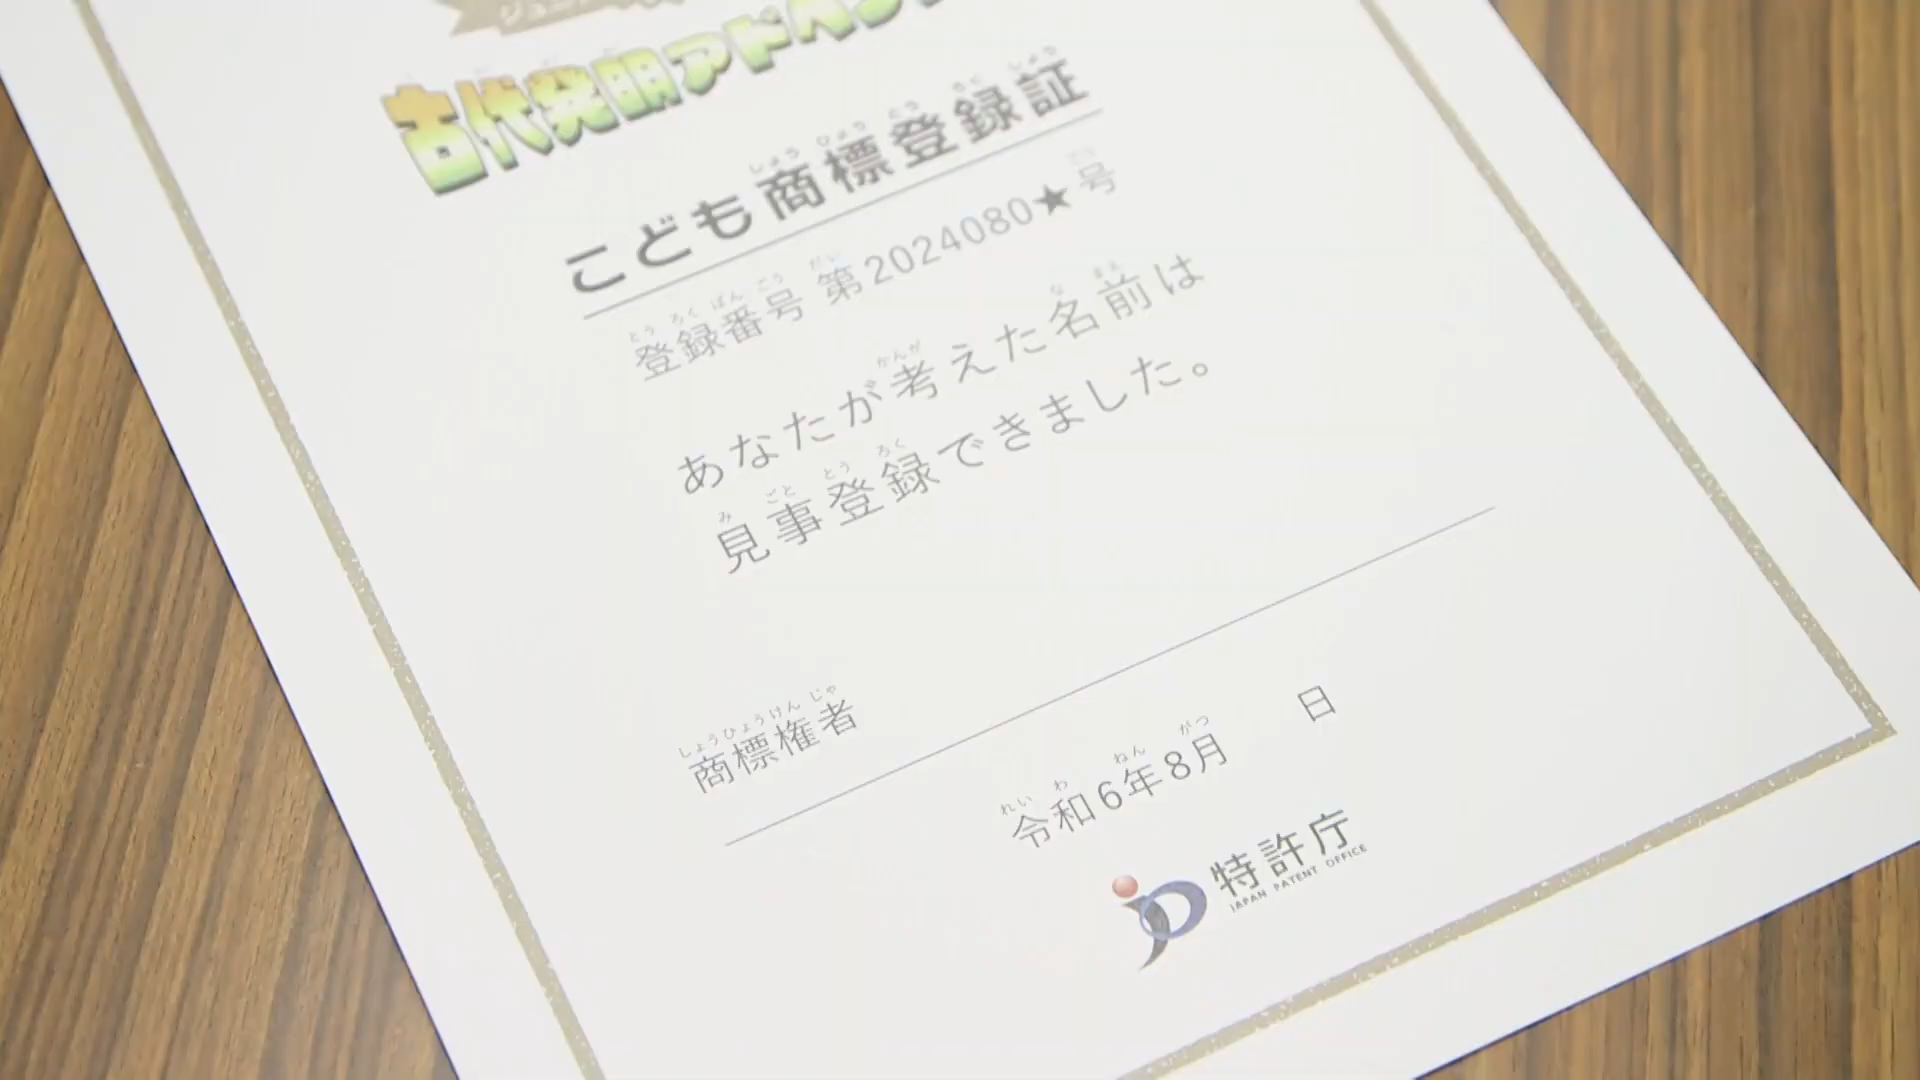 ジュニ
古代発明アドベン
こども商標登録証
登録番号 第2024080★号
あなたが考えた名前は
見事登録できました。
商標権者
令和6年8月 日
特許庁
JAPAN PATENT OFFICE